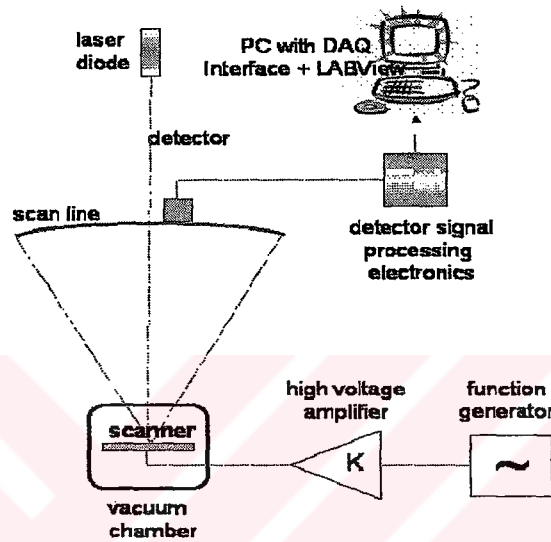 laser
diode
PC with DAQ
Interface + LABView
detector
scan line
detector signal
processing
electronics
high voltage
amplifier
function
generator
scanner
K
~
vacuum
chamber